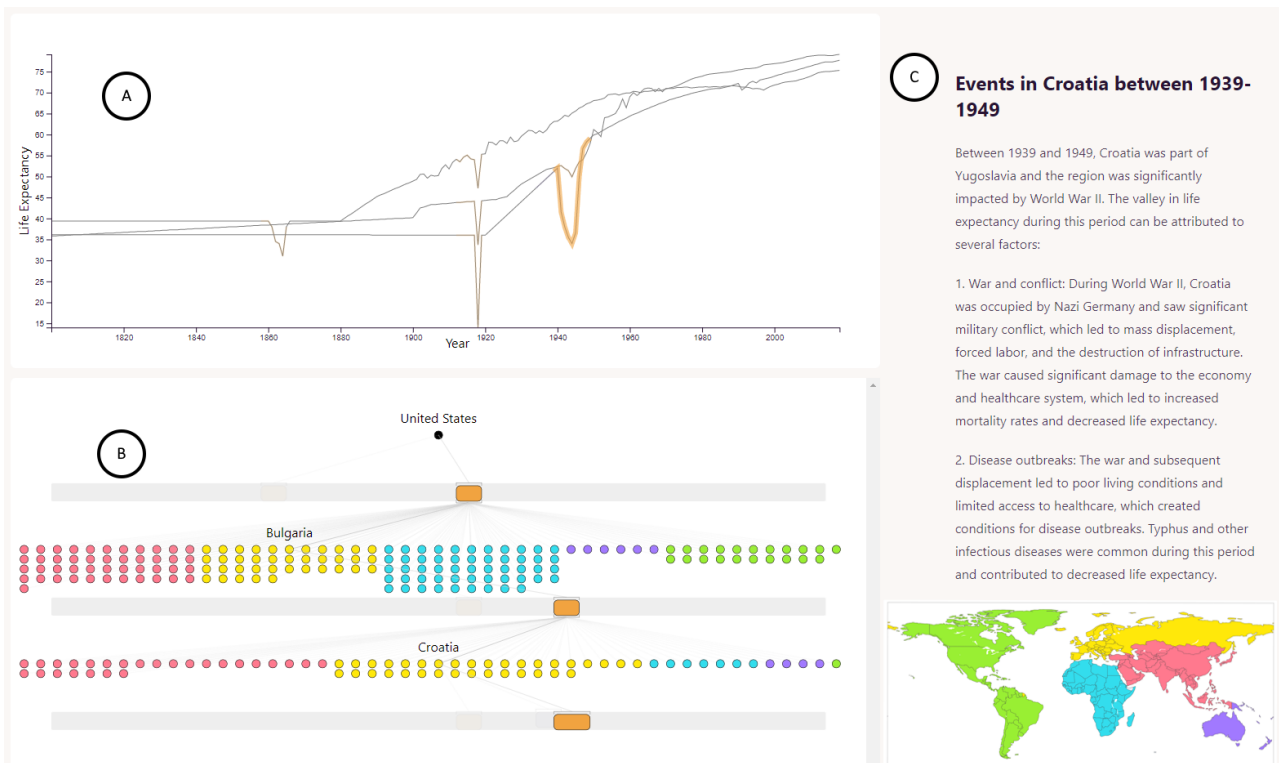 A
75
70
65
60
55
50
45
40
35
30
25
20
15
Life Expectancy
1820
1840
1860
1880
1900
1920
1940
1960
1980
2000
Year
B
United States
Bulgaria
Croatia
C
Events in Croatia between 1939-
1949
Between 1939 and 1949, Croatia was part of
Yugoslavia and the region was significantly
impacted by World War II. The valley in life
expectancy during this period can be attributed to
several factors:
1. War and conflict: During World War II, Croatia
was occupied by Nazi Germany and saw significant
military conflict, which led to mass displacement,
forced labor, and the destruction of infrastructure.
The war caused significant damage to the economy
and healthcare system, which led to increased
mortality rates and decreased life expectancy.
2. Disease outbreaks: The war and subsequent
displacement led to poor living conditions and
limited access to healthcare, which created
conditions for disease outbreaks. Typhus and other
infectious diseases were common during this period
and contributed to decreased life expectancy.